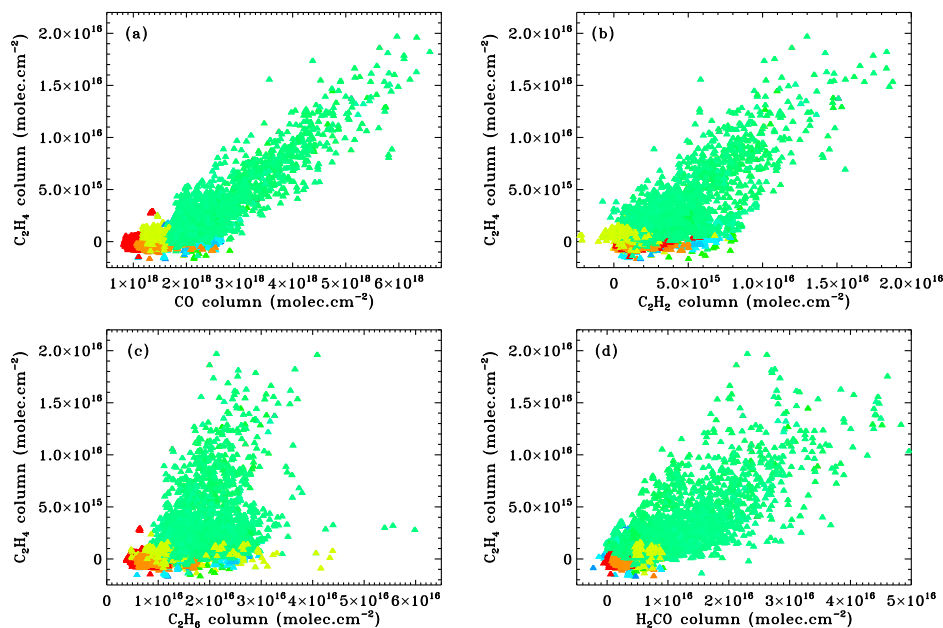 (a)
C₂H₄ column (molec.cm⁻²)
2.0×10¹⁶
1.5×10¹⁶
1.0×10¹⁶
5.0×10¹⁵
0
1×10¹⁶ 2×10¹⁶ 3×10¹⁶ 4×10¹⁶ 5×10¹⁶ 6×10¹⁶
CO column (molec.cm⁻²)
(b)
C₂H₄ column (molec.cm⁻²)
2.0×10¹⁶
1.5×10¹⁶
1.0×10¹⁶
5.0×10¹⁵
0
0 5.0×10¹⁵ 1.0×10¹⁶ 1.5×10¹⁶ 2.0×10¹⁶
C₂H₂ column (molec.cm⁻²)
(c)
C₂H₄ column (molec.cm⁻²)
2.0×10¹⁶
1.5×10¹⁶
1.0×10¹⁶
5.0×10¹⁵
0
0 1×10¹⁶ 2×10¹⁶ 3×10¹⁶ 4×10¹⁶ 5×10¹⁶ 6×10¹⁶
C₂H₆ column (molec.cm⁻²)
(d)
C₂H₄ column (molec.cm⁻²)
2.0×10¹⁶
1.5×10¹⁶
1.0×10¹⁶
5.0×10¹⁵
0
0 1×10¹⁶ 2×10¹⁶ 3×10¹⁶ 4×10¹⁶ 5×10¹⁶
H₂CO column (molec.cm⁻²)